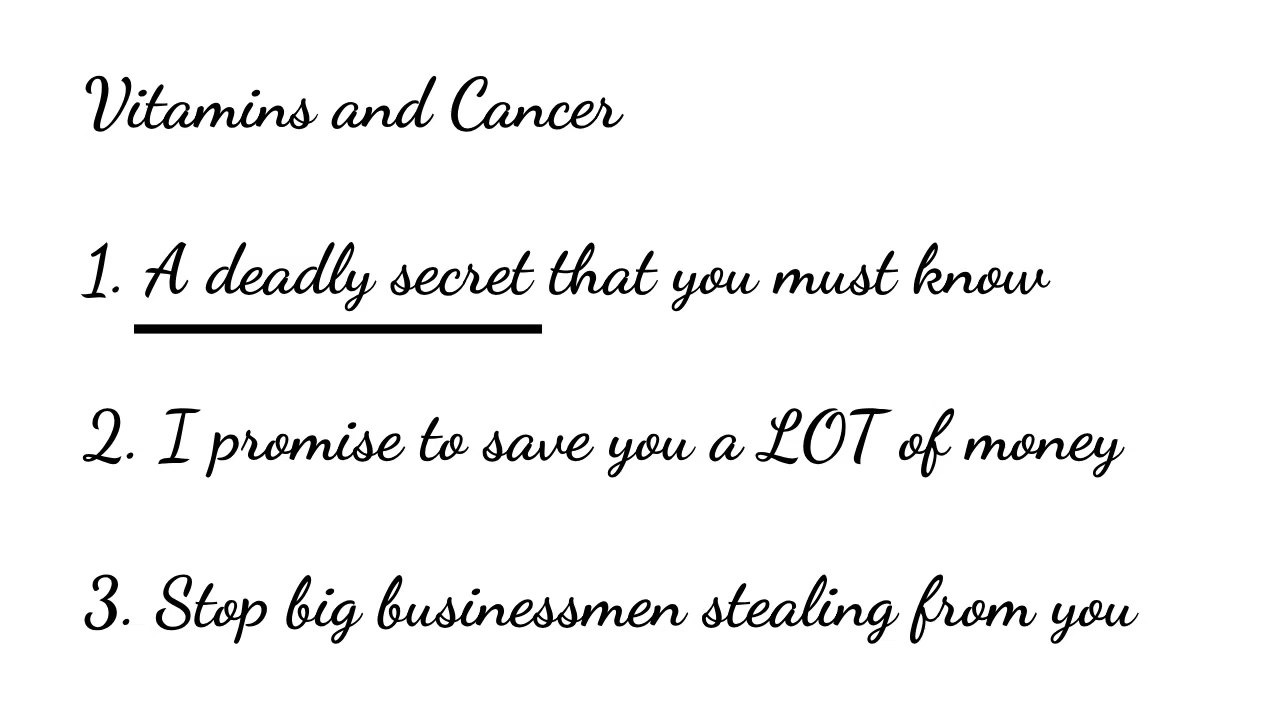 Vitamins and Cancer
1. A deadly secret that you must know
2. I promise to save you a LOT of money
3. Stop big businessmen stealing from you